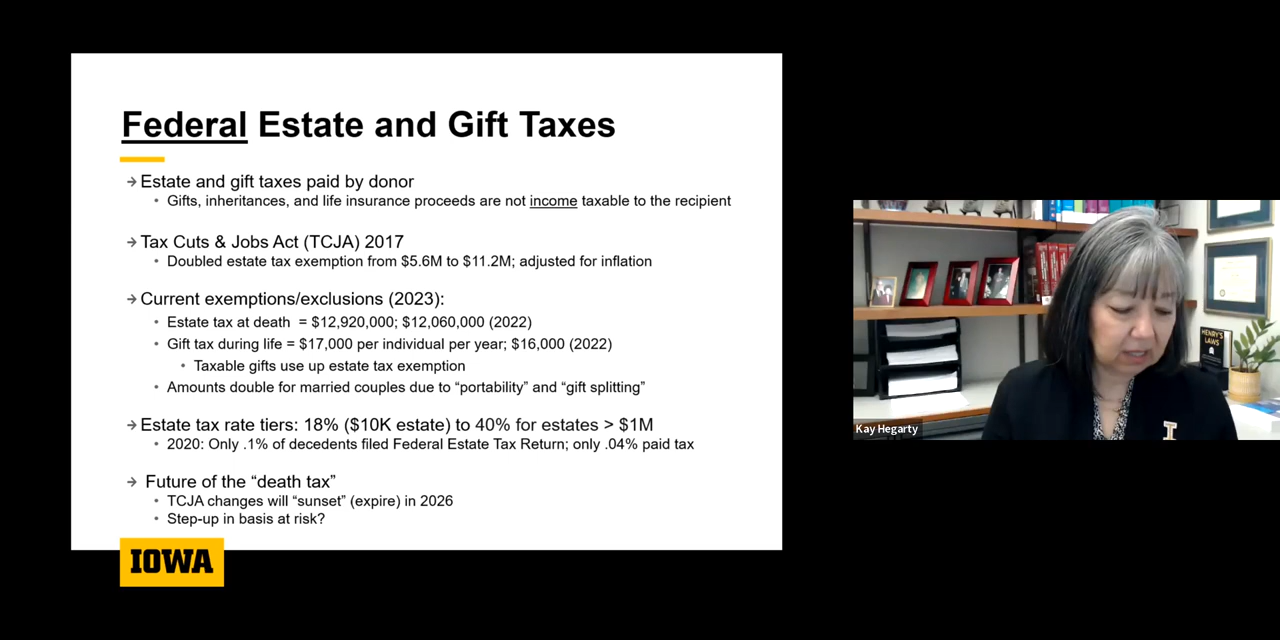 Federal Estate and Gift Taxes
→ Estate and gift taxes paid by donor
• Gifts, inheritances, and life insurance proceeds are not income taxable to the recipient
→ Tax Cuts & Jobs Act (TCJA) 2017
• Doubled estate tax exemption from $5.6M to $11.2M; adjusted for inflation
→ Current exemptions/exclusions (2023):
• Estate tax at death = $12,920,000; $12,060,000 (2022)
• Gift tax during life = $17,000 per individual per year; $16,000 (2022)
• Taxable gifts use up estate tax exemption
• Amounts double for married couples due to “portability” and “gift splitting”
→ Estate tax rate tiers: 18% ($10K estate) to 40% for estates > $1M
• 2020: Only .1% of decedents filed Federal Estate Tax Return; only .04% paid tax
→ Future of the “death tax”
• TCJA changes will “sunset” (expire) in 2026
• Step-up in basis at risk?
IOWA
HENRY'S
LAWS
I
Kay Hegarty